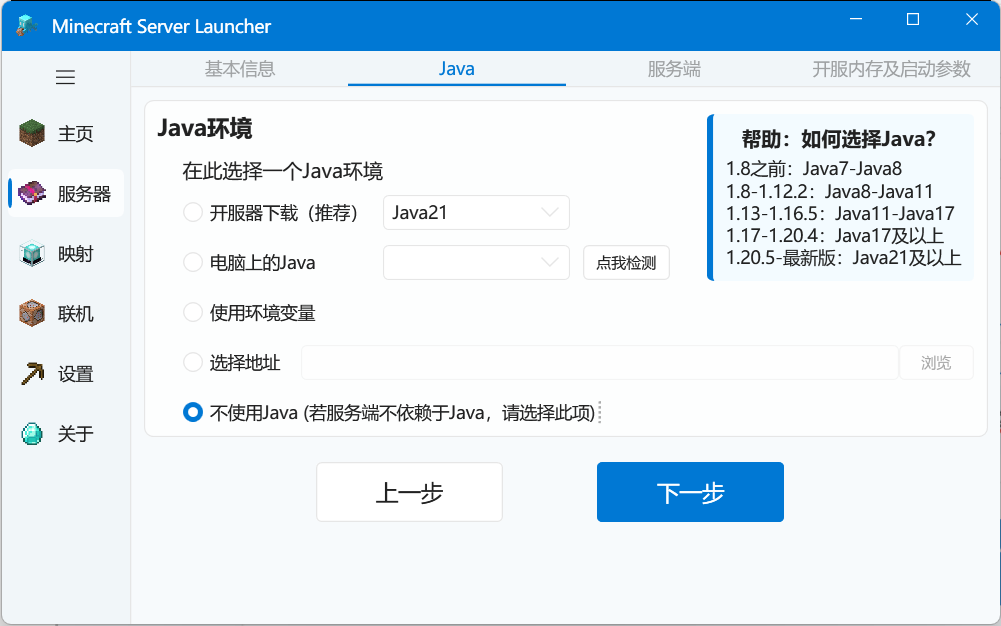 Minecraft Server Launcher
基本信息
Java
服务端
开服内存及启动参数
主页
服务器
映射
联机
设置
关于
Java环境
在此选择一个Java环境
开服器下载（推荐）
Java21
电脑上的Java
点我检测
使用环境变量
选择地址
浏览
不使用Java (若服务端不依赖于Java，请选择此项)
帮助：如何选择Java？
1.8之前：Java7-Java8
1.8-1.12.2：Java8-Java11
1.13-1.16.5：Java11-Java17
1.17-1.20.4：Java17及以上
1.20.5-最新版：Java21及以上
上一步
下一步